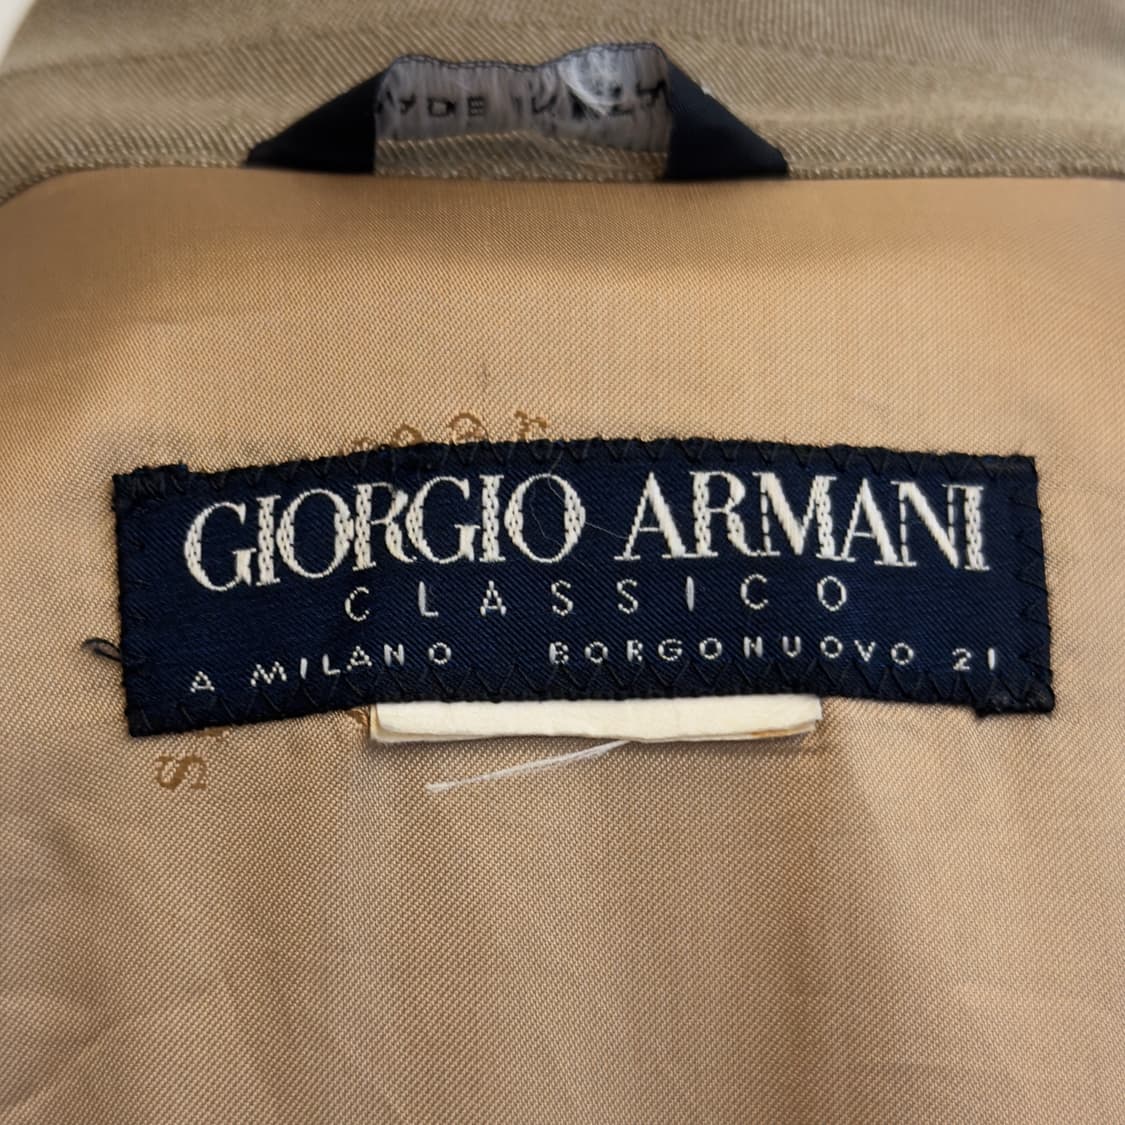 GIORGIO ARMANI
CLASSICO
A MILANO BORGONUOVO 21